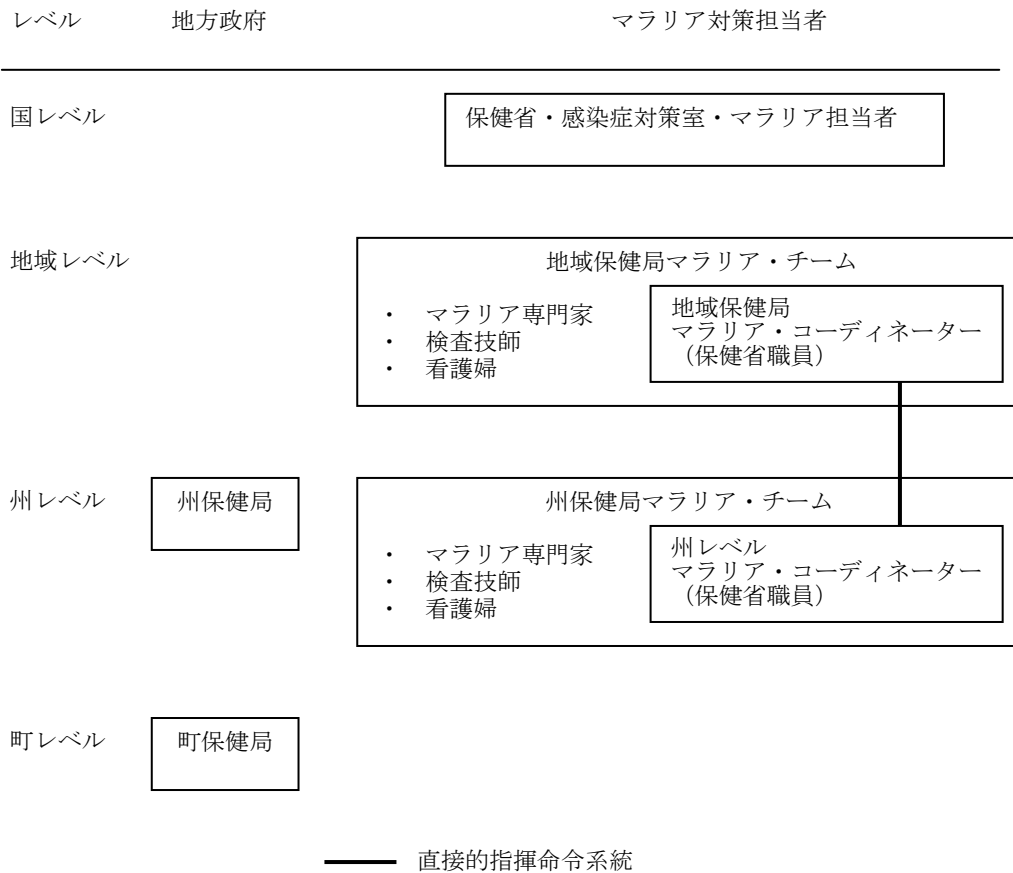 レベル 地方政府 マラリア対策担当者
国レベル 保健省・感染症対策室・マラリア担当者
地域レベル 地域保健局マラリア・チーム
・ マラリア専門家
・ 検査技師
・ 看護婦
地域保健局
マラリア・コーディネーター
（保健省職員）
州レベル 州保健局 州保健局マラリア・チーム
・ マラリア専門家
・ 検査技師
・ 看護婦
州レベル
マラリア・コーディネーター
（保健省職員）
町レベル 町保健局
直接的指揮命令系統